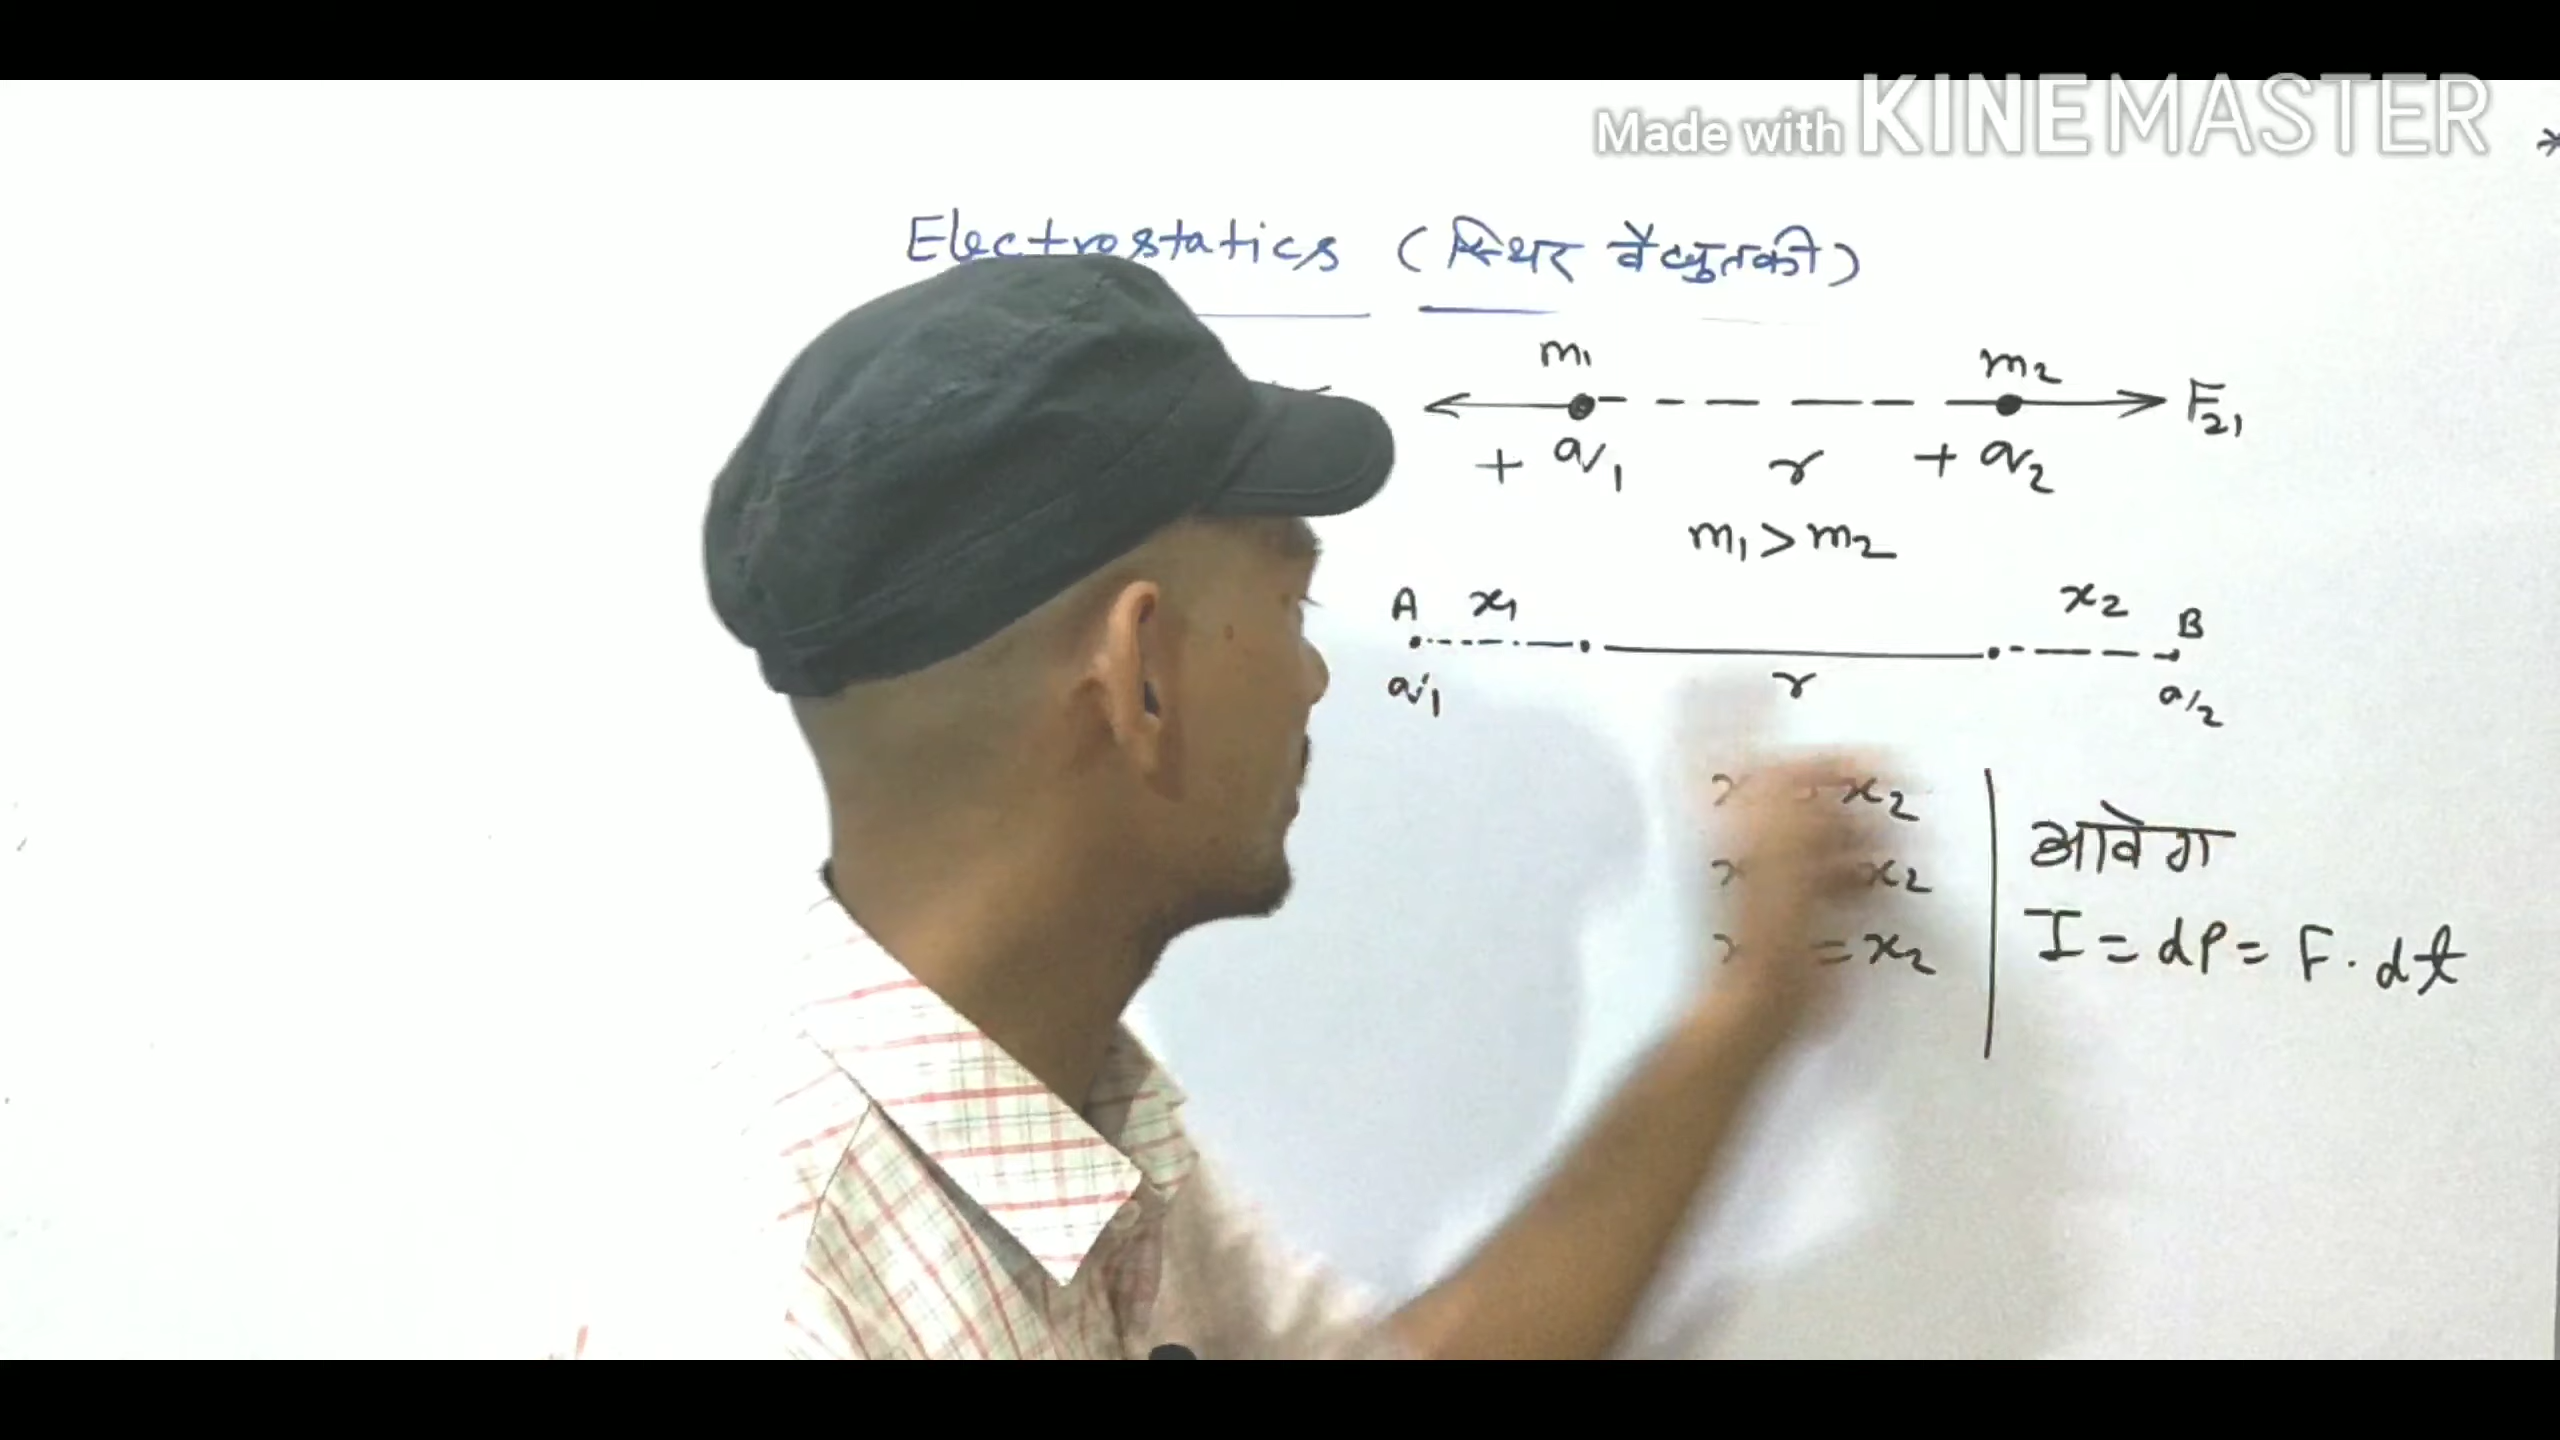 Made with KINEMASTER
Electrostatics (स्थिर वैद्युतकी)
m₁ m₂
F₂₁
+ q₁ r + q₂
m₁ > m₂
A x₁ x₂ B
q₁ r q₂
x₂
x₂ आवेग
= x₂ I = dP = F . dt